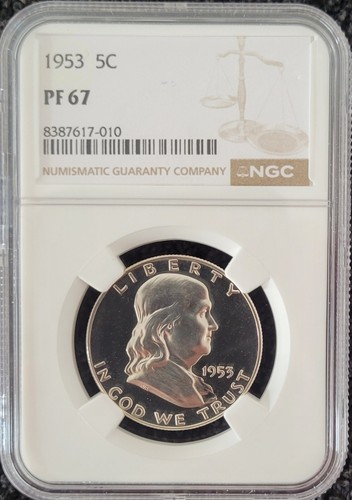 1953 5C
PF 67
8387617-010
NUMISMATIC GUARANTY COMPANY NGC
LIBERTY
1953
IN GOD WE TRUST